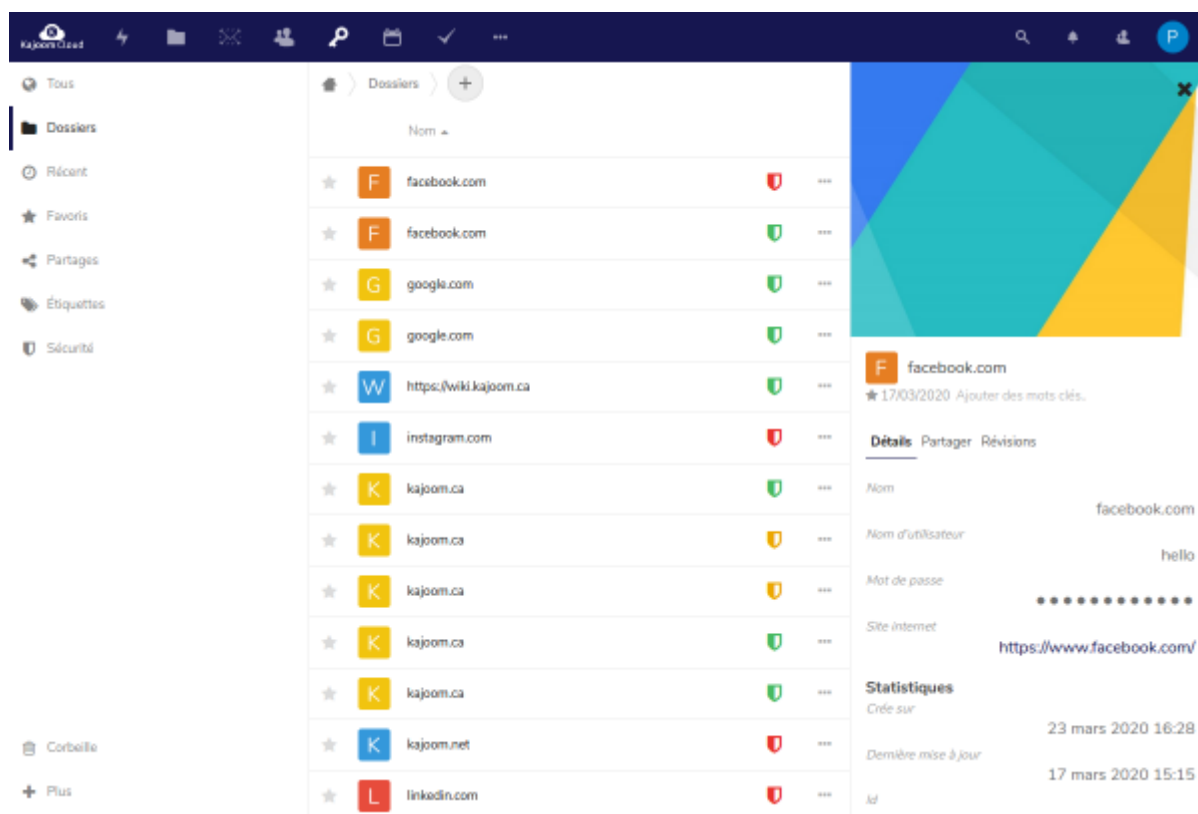 Kajoom Cloud
P
Tous
Dossiers
Récent
Favoris
Partages
Étiquettes
Sécurité
Corbeille
Plus
Dossiers
Nom
F facebook.com
F facebook.com
G google.com
G google.com
W https://wiki.kajoom.ca
I instagram.com
K kajoom.ca
K kajoom.ca
K kajoom.ca
K kajoom.ca
K kajoom.ca
K kajoom.net
L linkedin.com
F facebook.com
17/03/2020 Ajouter des mots clés.
Détails Partager Révisions
Nom
facebook.com
Nom d'utilisateur
hello
Mot de passe
Site Internet
https://www.facebook.com/
Statistiques
Crée sur
23 mars 2020 16:28
Dernière mise à jour
17 mars 2020 15:15
Id